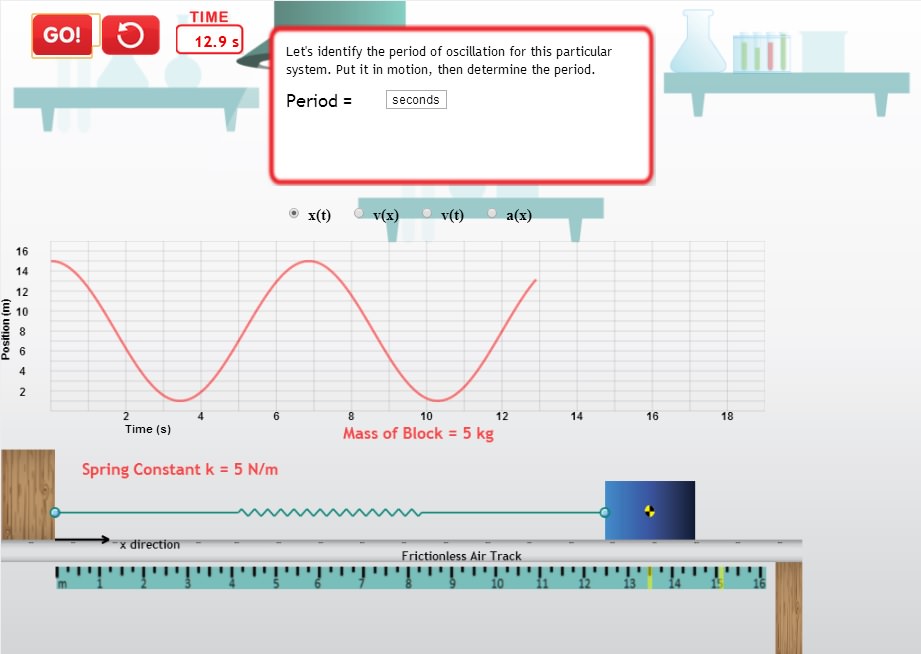 GO!
TIME
12.9 s
Let's identify the period of oscillation for this particular
system. Put it in motion, then determine the period.
Period = seconds
x(t) v(x) v(t) a(x)
16
14
12
10
8
6
4
2
Position (m)
2 4 6 8 10 12 14 16 18
Time (s)
Mass of Block = 5 kg
Spring Constant k = 5 N/m
x direction
Frictionless Air Track
m 1 2 3 4 5 6 7 8 9 10 11 12 13 14 15 16